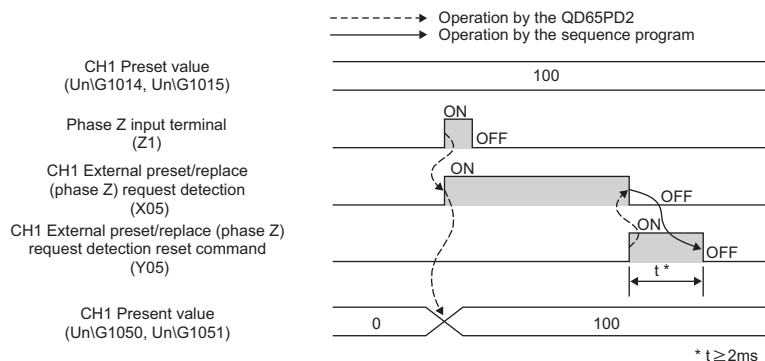 Operation by the QD65PD2
Operation by the sequence program
CH1 Preset value
(Un\G1014, Un\G1015)
100
Phase Z input terminal
(Z1)
ON
OFF
CH1 External preset/replace
(phase Z) request detection
(X05)
ON
OFF
CH1 External preset/replace (phase Z)
request detection reset command
(Y05)
ON
OFF
t *
CH1 Present value
(Un\G1050, Un\G1051)
0
100
* t≥2ms